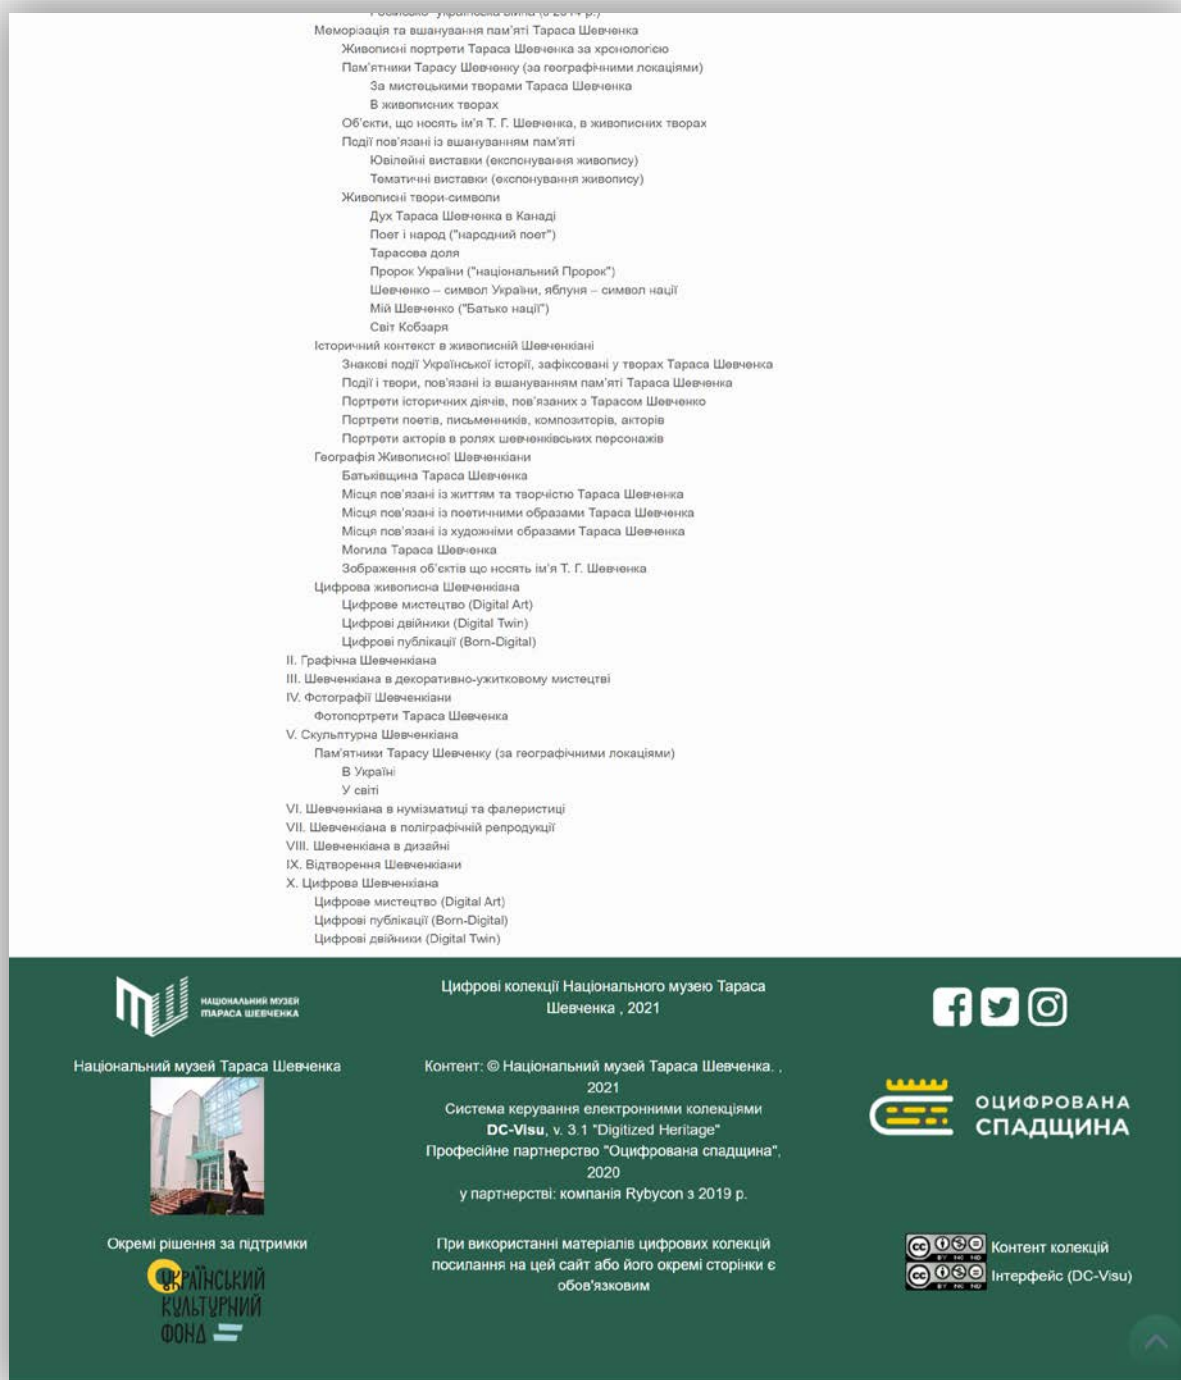 Російсько - українська війна (з 2014 р.)
Меморізація та вшанування пам'яті Тараса Шевченка
Живописні портрети Тараса Шевченка за хронологією
Пам'ятники Тарасу Шевченку (за географічними локаціями)
За мистецькими творами Тараса Шевченка
В живописних творах
Об'єкти, що носять ім'я Т. Г. Шевченка, в живописних творах
Події пов'язані із вшануванням пам'яті
Ювілейні виставки (експонування живопису)
Тематичні виставки (експонування живопису)
Живописні твори-символи
Дух Тараса Шевченка в Канаді
Поет і народ ("народний поет")
Тарасова доля
Пророк України ("національний Пророк")
Шевченко – символ України, яблуня – символ нації
Мій Шевченко ("Батько нації")
Світ Кобзаря
Історичний контекст в живописній Шевченкіані
Знакові події Української історії, зафіксовані у творах Тараса Шевченка
Події і твори, пов'язані із вшануванням пам'яті Тараса Шевченка
Портрети історичних діячів, пов'язаних з Тарасом Шевченко
Портрети поетів, письменників, композиторів, акторів
Портрети акторів в ролях шевченківських персонажів
Географія Живописної Шевченкіани
Батьківщина Тараса Шевченка
Місця пов'язані із життям та творчістю Тараса Шевченка
Місця пов'язані із поетичними образами Тараса Шевченка
Місця пов'язані із художніми образами Тараса Шевченка
Могила Тараса Шевченка
Зображення об'єктів що носять ім'я Т. Г. Шевченка
Цифрова живописна Шевченкіана
Цифрове мистецтво (Digital Art)
Цифрові двійники (Digital Twin)
Цифрові публікації (Born-Digital)
II. Графічна Шевченкіана
III. Шевченкіана в декоративно-ужитковому мистецтві
IV. Фотографії Шевченкіани
Фотопортрети Тараса Шевченка
V. Скульптурна Шевченкіана
Пам'ятники Тарасу Шевченку (за географічними локаціями)
В Україні
У світі
VI. Шевченкіана в нумізматиці та фалеристиці
VII. Шевченкіана в поліграфічній репродукції
VIII. Шевченкіана в дизайні
IX. Відтворення Шевченкіани
X. Цифрова Шевченкіана
Цифрове мистецтво (Digital Art)
Цифрові публікації (Born-Digital)
Цифрові двійники (Digital Twin)
НАЦІОНАЛЬНИЙ МУЗЕЙ
ТАРАСА ШЕВЧЕНКА
Національний музей Тараса Шевченка
Окремі рішення за підтримки
УКРАЇНСЬКИЙ
КУЛЬТУРНИЙ
ФОНД
Цифрові колекції Національного музею Тараса
Шевченка , 2021
Контент: © Національний музей Тараса Шевченка. ,
2021
Система керування електронними колекціями
DC-Visu, v. 3.1 "Digitized Heritage"
Професійне партнерство "Оцифрована спадщина",
2020
у партнерстві: компанія Rybycon з 2019 р.
При використанні матеріалів цифрових колекцій
посилання на цей сайт або його окремі сторінки є
обов'язковим
ОЦИФРОВАНА
СПАДЩИНА
cc BY NC ND Контент колекцій
cc BY NC ND Інтерфейс (DC-Visu)